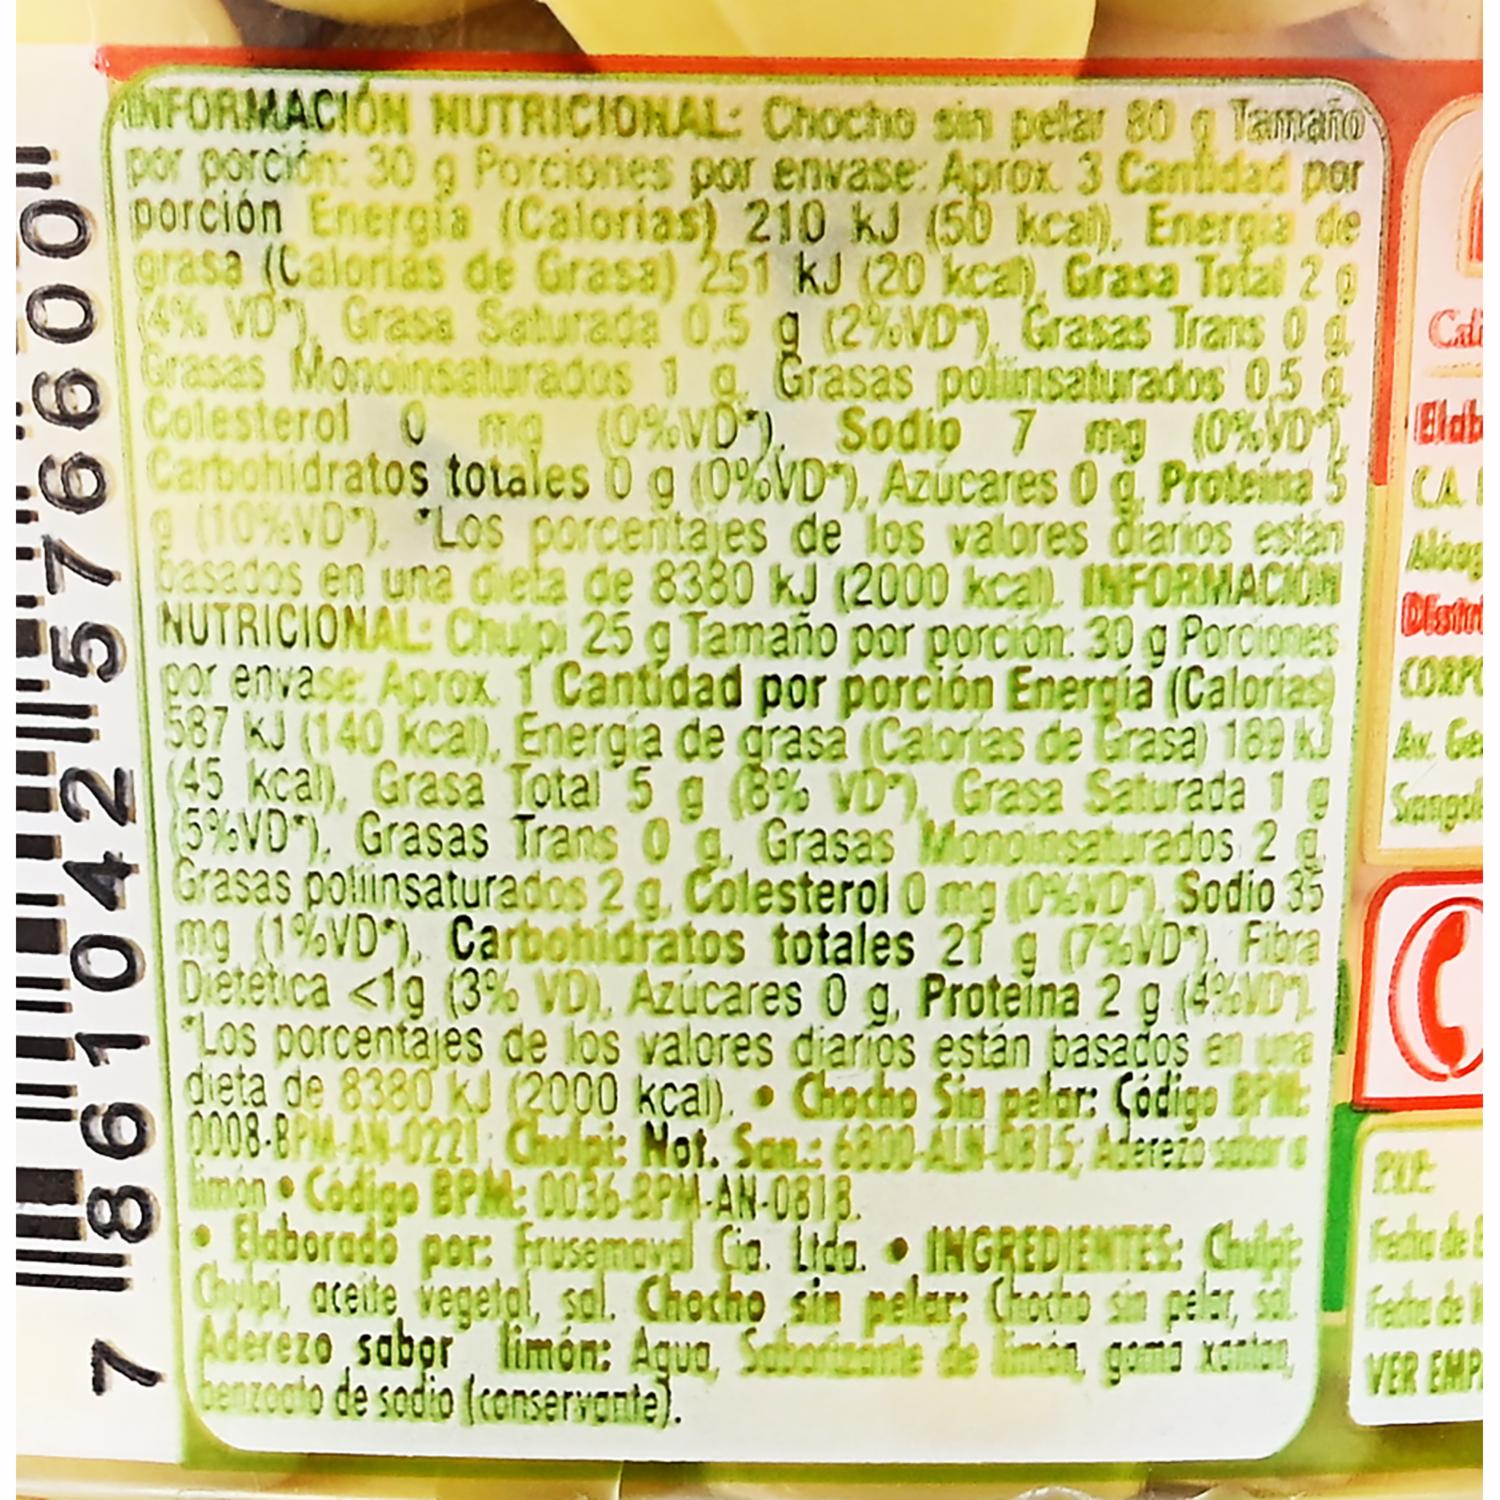 INFORMACIÓN NUTRICIONAL: Chocho sin pelar 80 g Tamaño
por porción: 30 g Porciones por envase: Aprox. 3 Cantidad por
porción Energía (Calorías) 210 kJ (50 kcal), Energía de
grasa (Calorías de Grasa) 251 kJ (20 kcal), Grasa Total 2 g
(4% VD*), Grasa Saturada 0,5 g (2%VD*), Grasas Trans 0 g,
Grasas Monoinsaturados 1 g, Grasas poliinsaturados 0,5 g,
Colesterol 0 mg (0%VD*), Sodio 7 mg (0%VD*),
Carbohidratos totales 0 g (0%VD*), Azúcares 0 g, Proteína 5
g (10%VD*). *Los porcentajes de los valores diarios están
basados en una dieta de 8380 kJ (2000 kcal). INFORMACIÓN
NUTRICIONAL: Chulpi 25 g Tamaño por porción: 30 g Porciones
por envase: Aprox. 1 Cantidad por porción Energía (Calorías)
587 kJ (140 kcal), Energía de grasa (Calorías de Grasa) 189 kJ
(45 kcal), Grasa Total 5 g (8% VD*), Grasa Saturada 1 g
(5%VD*), Grasas Trans 0 g, Grasas Monoinsaturados 2 g,
Grasas poliinsaturados 2 g, Colesterol 0 mg (0%VD*), Sodio 35
mg (1%VD*), Carbohidratos totales 21 g (7%VD*), Fibra
Dietética <1g (3% VD), Azúcares 0 g, Proteína 2 g (4%VD*).
*Los porcentajes de los valores diarios están basados en una
dieta de 8380 kJ (2000 kcal). • Chocho Sin pelar: Código BPM:
0008-BPM-AN-0221; Chulpi: Not. San.: 6800-ALN-0815; Aderezo sabor a
limón • Código BPM: 0036-BPM-AN-0818.
• Elaborado por: Frusemoval Cia. Ltda. • INGREDIENTES: Chulpi:
Chulpi, aceite vegetal, sal. Chocho sin pelar: Chocho sin pelar, sal.
Aderezo sabor limón: Agua, Saborizante de limón, goma xantan,
benzoato de sodio (conservante).
7 861042 576600
C.A.
Av.
P.V.P.:
VER